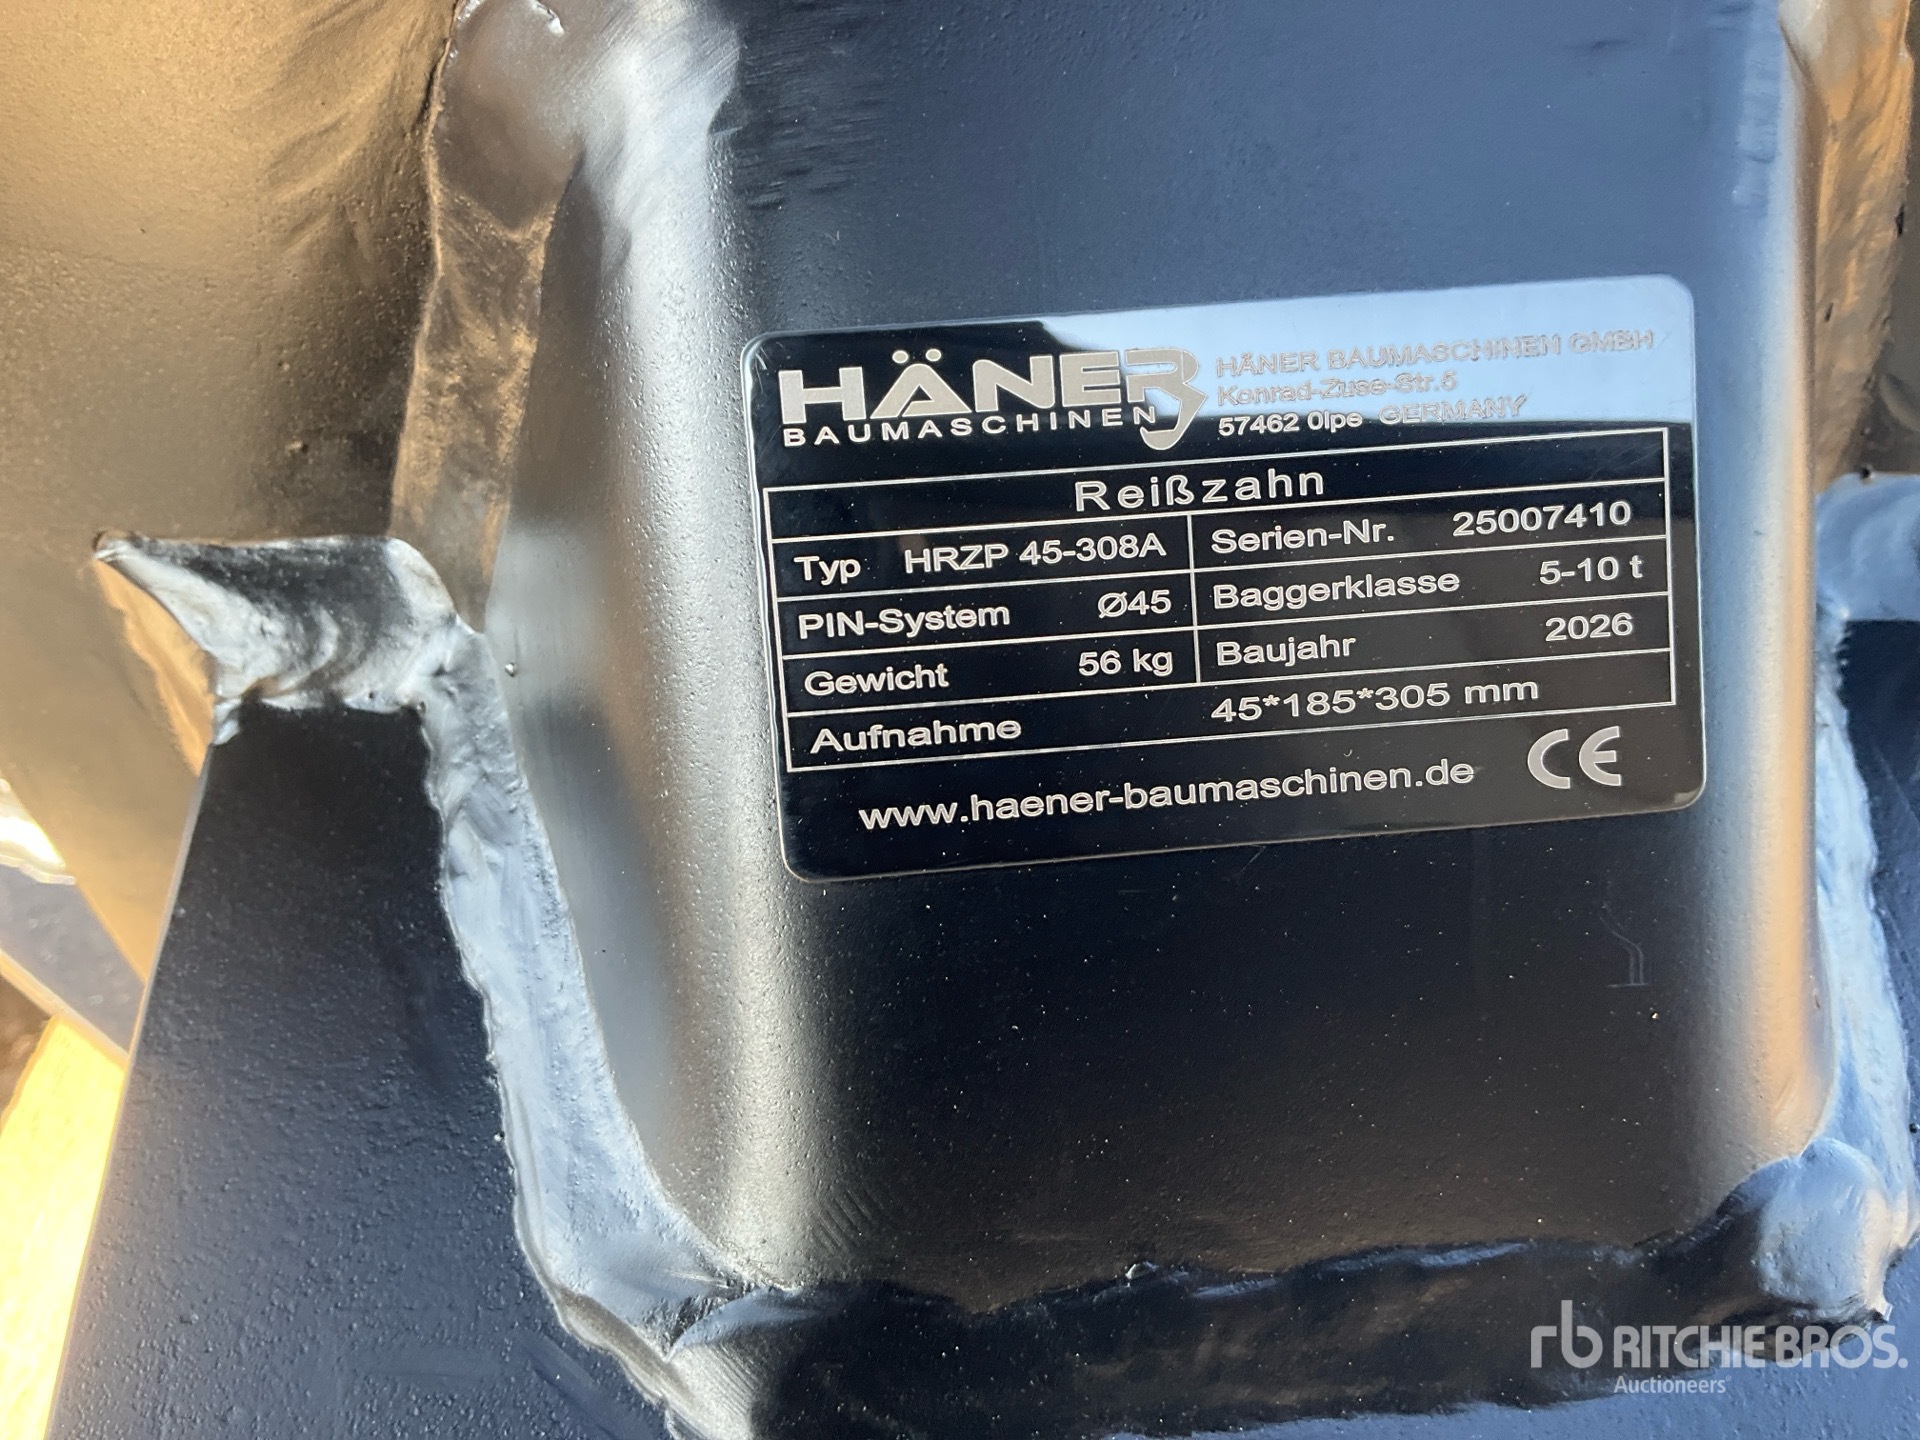 HÄNER
BAUMASCHINEN
HÄNER BAUMASCHINEN GMBH
Konrad-Zuse-Str.5
57462 Olpe GERMANY
Reißzahn
Typ HRZP 45-308A Serien-Nr. 25007410
PIN-System Ø45 Baggerklasse 5-10 t
Gewicht 56 kg Baujahr 2026
Aufnahme 45*185*305 mm
www.haener-baumaschinen.de CE
rb RITCHIE BROS.
Auctioneers